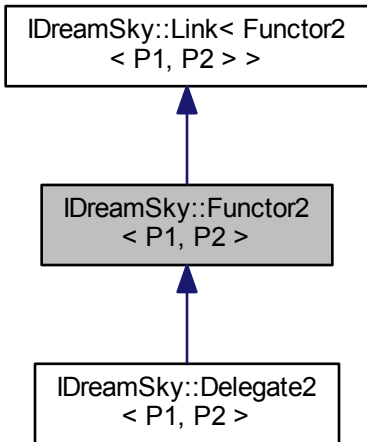 IDreamSky::Link< Functor2
< P1, P2 > >
IDreamSky::Functor2
< P1, P2 >
IDreamSky::Delegate2
< P1, P2 >